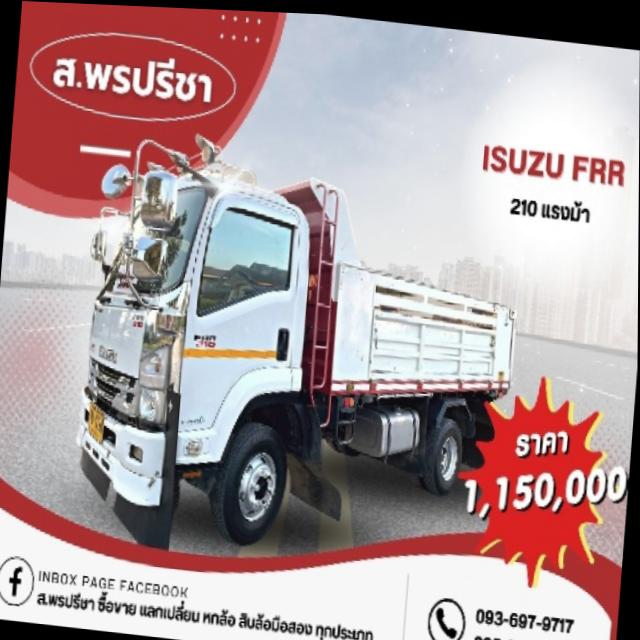 ส.พรปรีชา
ISUZU FRR
210 แรงม้า
FRR
210
ISUZU
ราคา
1,150,000
INBOX PAGE FACEBOOK
ส.พรปรีชา ซื้อขาย แลกเปลี่ยน หกล้อ สิบล้อมือสอง ทุกประเภท
093-697-9717